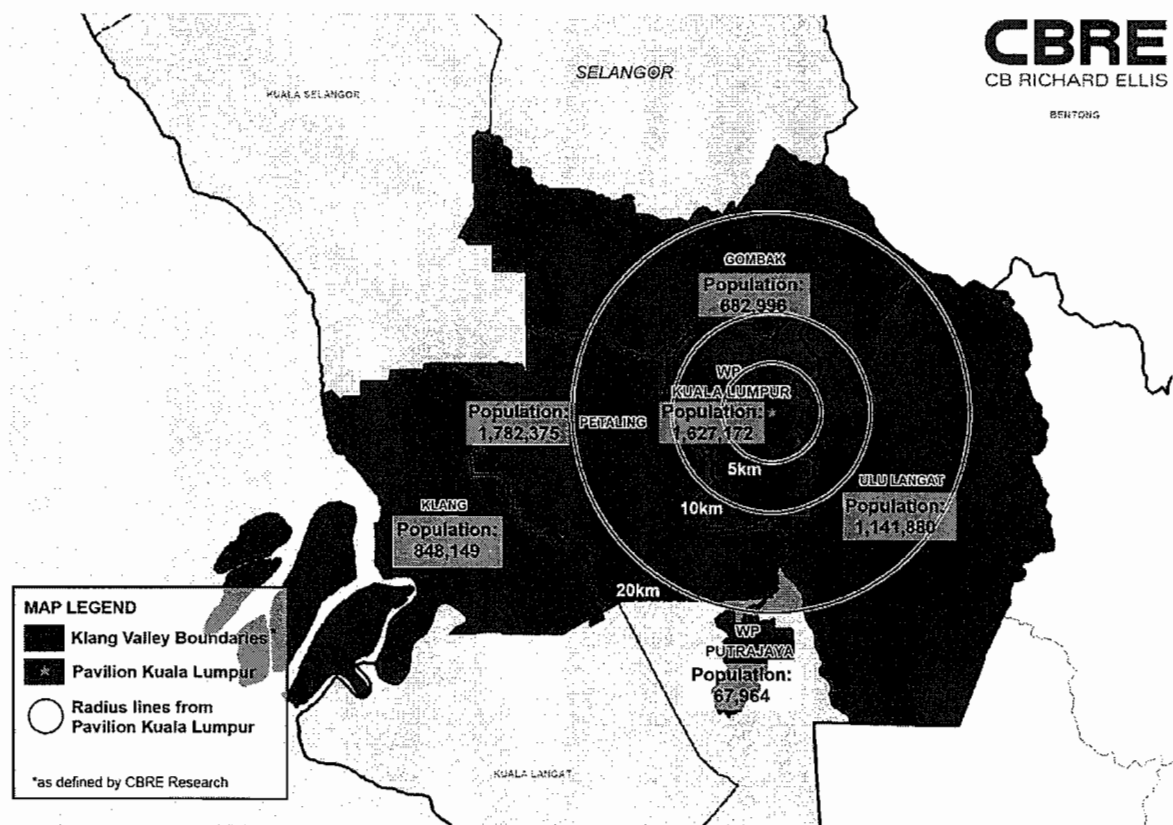 CBRE
CB RICHARD ELLIS
SELANGOR
KUALA SELANGOR
BENTONG
GOMBAK
Population:
682,996
WP
KUALA LUMPUR
Population:
1,627,172
Population:
1,782,375
PETALING
5km
10km
20km
ULU LANGAT
Population:
1,141,880
KLANG
Population:
848,149
WP
PUTRAJAYA
Population:
67,964
KUALA LANGAT
MAP LEGEND
Klang Valley Boundaries*
Pavilion Kuala Lumpur
Radius lines from
Pavilion Kuala Lumpur
*as defined by CBRE Research